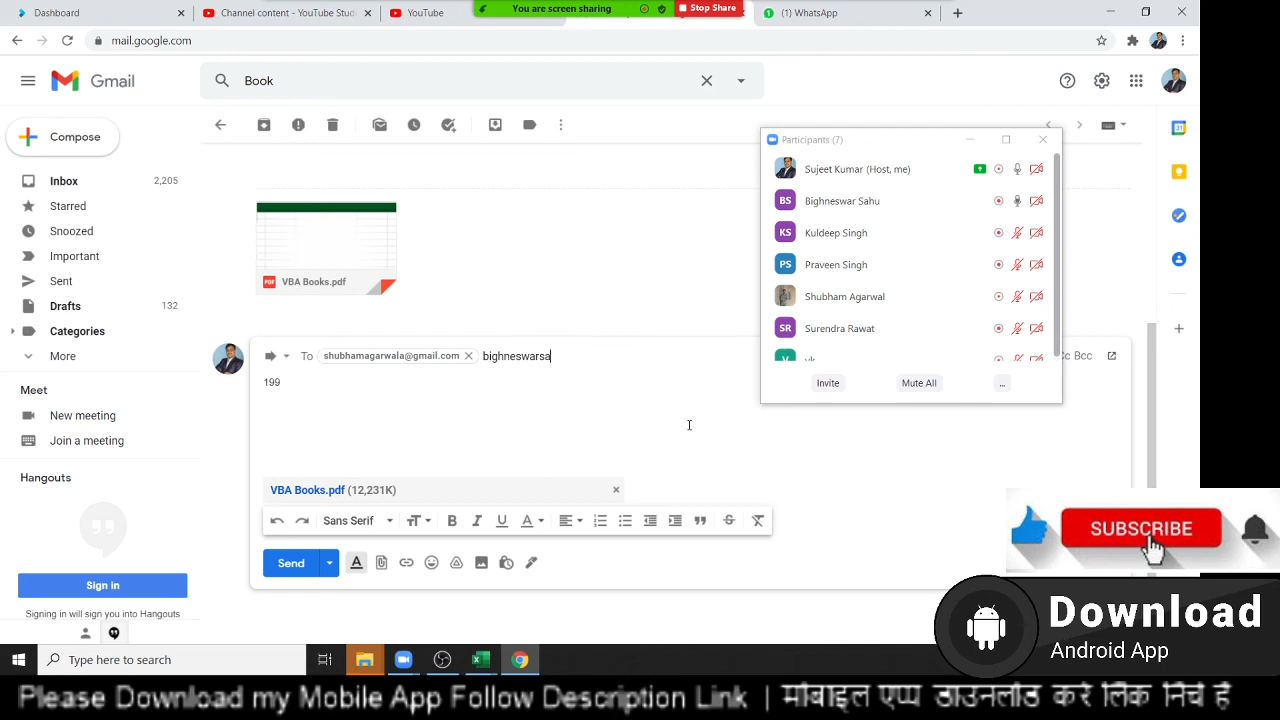 Dashboard
Channel content - YouTube Stud
YouTube
You are screen sharing
Stop Share
(1) WhatsApp
mail.google.com
Gmail
Book
Compose
Inbox 2,205
Starred
Snoozed
Important
Sent
Drafts 132
Categories
More
Meet
New meeting
Join a meeting
Hangouts
Sign in
Signing in will sign you into Hangouts
PDF VBA Books.pdf
To shubhamagarwala@gmail.com bighneswarsa
Cc Bcc
199
VBA Books.pdf (12,231K)
Sans Serif
Send
Participants (7)
Sujeet Kumar (Host, me)
BS Bighneswar Sahu
KS Kuldeep Singh
PS Praveen Singh
Shubham Agarwal
SR Surendra Rawat
Invite
Mute All
...
31
SUBSCRIBE
Download
Android App
Type here to search
Please Download my Mobile App Follow Description Link | मोबाइल एप्प डाउनलोड करे लिंक निचे है